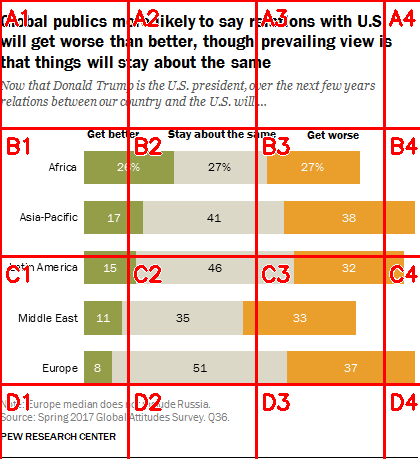 Global publics more likely to say relations with U.S.
will get worse than better, though prevailing view is
that things will stay about the same
Now that Donald Trump is the U.S. president, over the next few years
relations between our country and the U.S. will...
Get better Stay about the same Get worse
Africa 26% 27% 27%
Asia-Pacific 17 41 38
Latin America 15 46 32
Middle East 11 35 33
Europe 8 51 37
Note: Europe median does not include Russia.
Source: Spring 2017 Global Attitudes Survey. Q36.
PEW RESEARCH CENTER
A1 A2 A3 A4
B1 B2 B3 B4
C1 C2 C3 C4
D1 D2 D3 D4